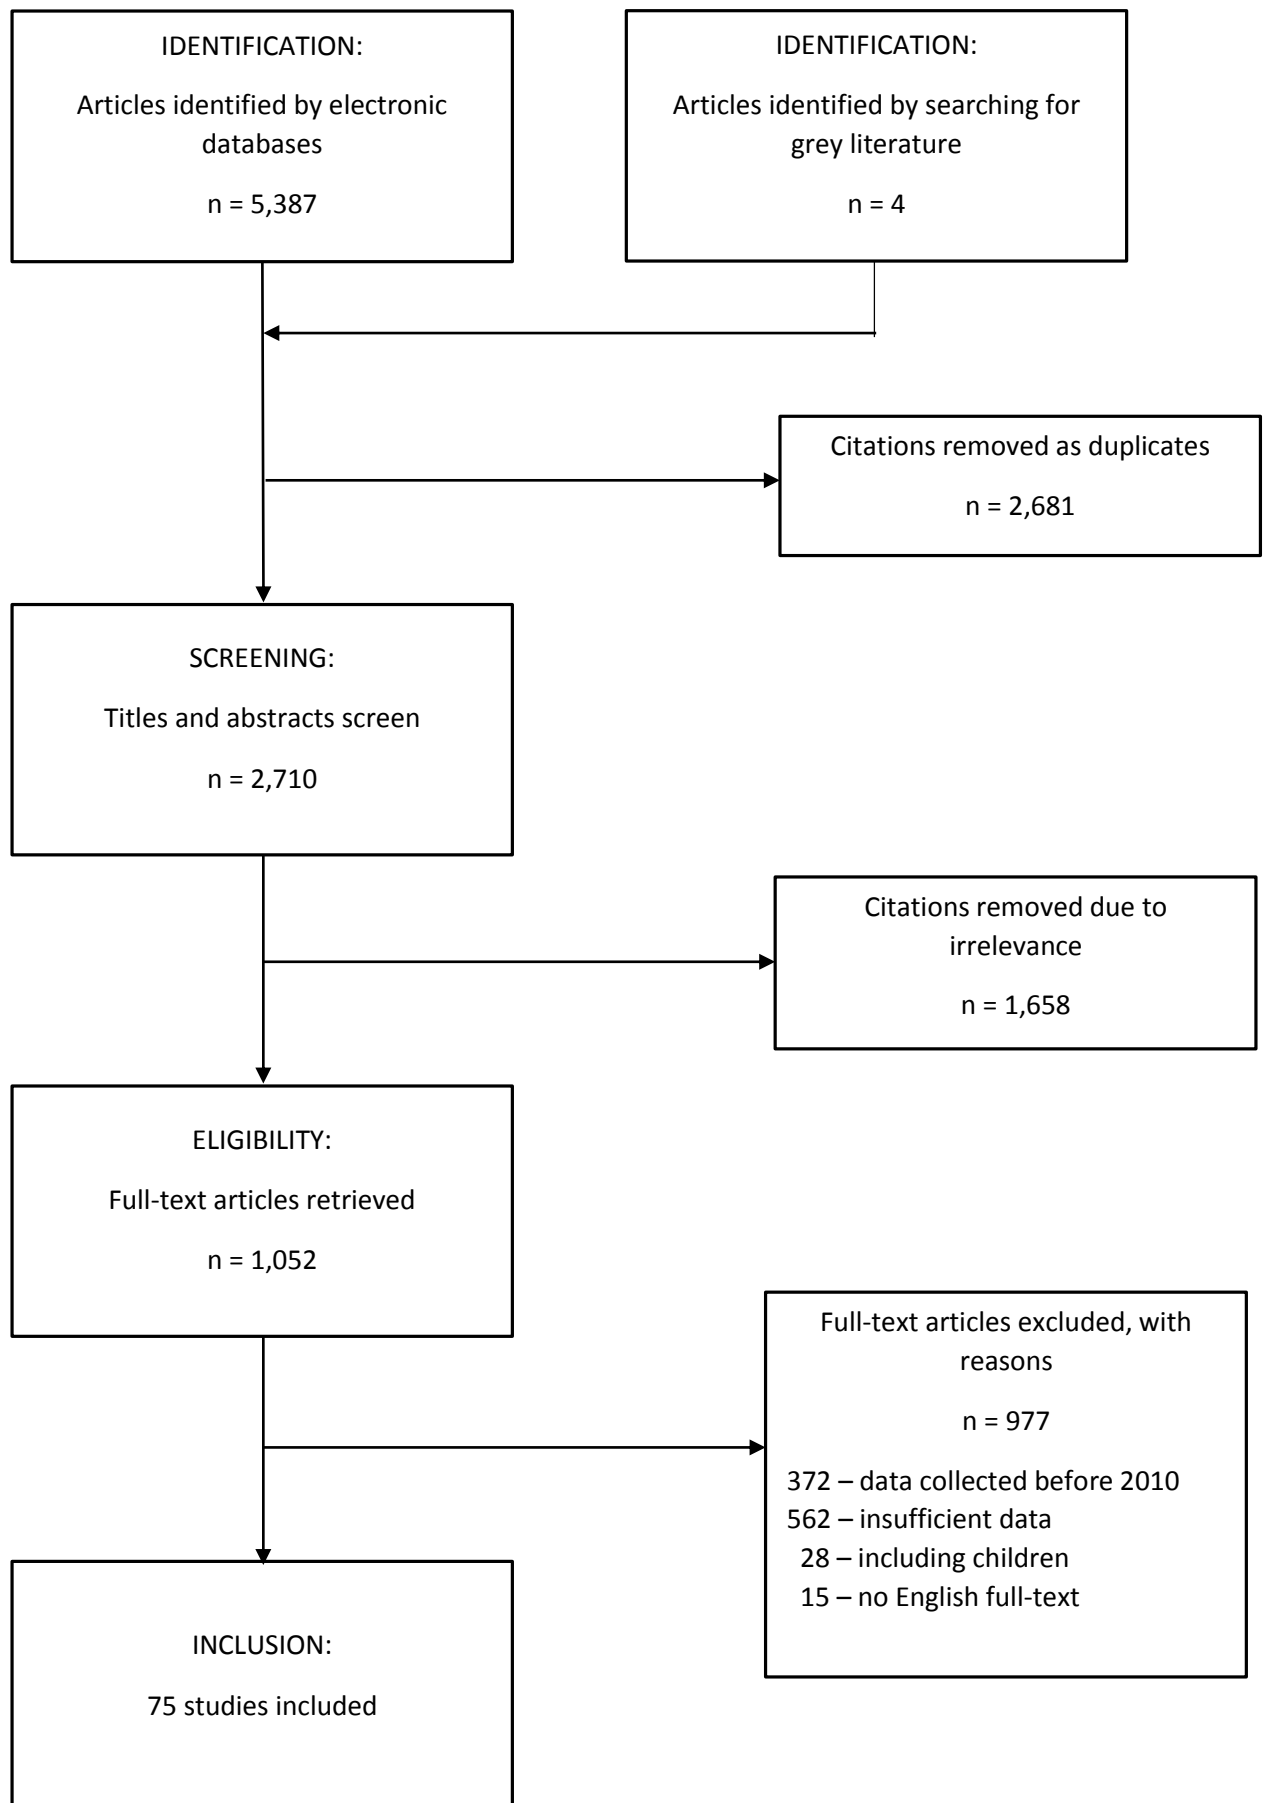 IDENTIFICATION:
Articles identified by electronic
databases
n = 5,387
IDENTIFICATION:
Articles identified by searching for
grey literature
n = 4
Citations removed as duplicates
n = 2,681
SCREENING:
Titles and abstracts screen
n = 2,710
Citations removed due to
irrelevance
n = 1,658
ELIGIBILITY:
Full-text articles retrieved
n = 1,052
Full-text articles excluded, with
reasons
n = 977
372 – data collected before 2010
562 – insufficient data
28 – including children
15 – no English full-text
INCLUSION:
75 studies included